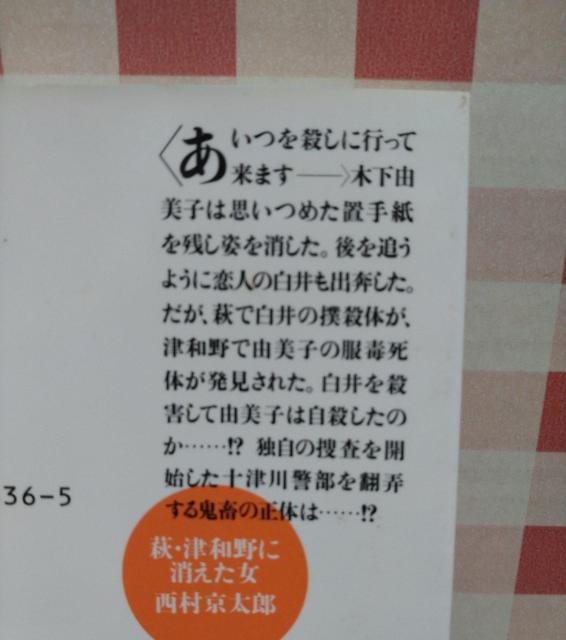 〈あいつを殺しに行って
来ます――〉木下由
美子は思いつめた置手紙
を残し姿を消した。後を追う
ように恋人の白井も出奔した。
だが、萩で白井の撲殺体が、
津和野で由美子の服毒死
体が発見された。白井を殺
害して由美子は自殺したの
か……!? 独自の捜査を開
始した十津川警部を翻弄
する鬼畜の正体は……!?
36-5
萩・津和野に
消えた女
西村京太郎